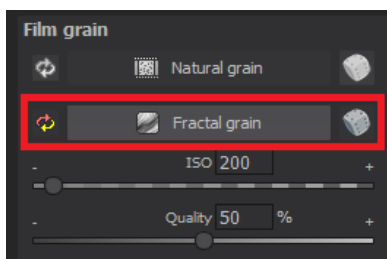 Film grain
Natural grain
Fractal grain
ISO 200
- +
Quality 50 %
- +